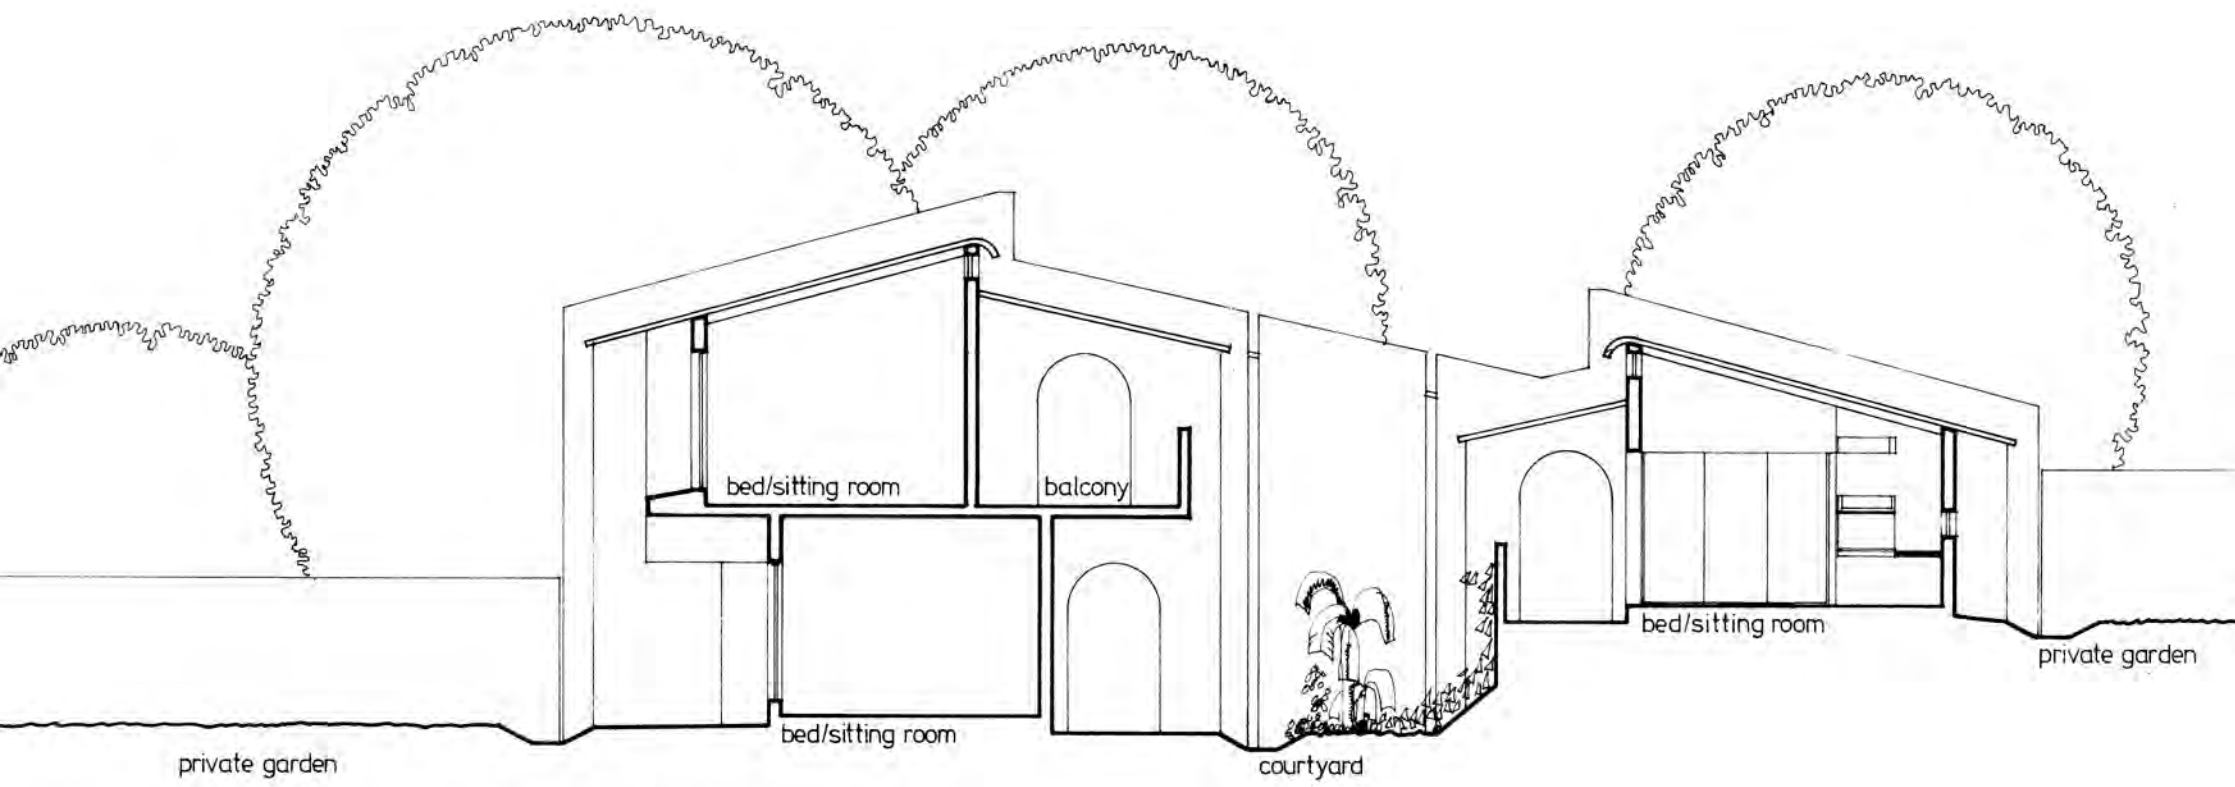 bed/sitting room
balcony
bed/sitting room
private garden
bed/sitting room
private garden
courtyard